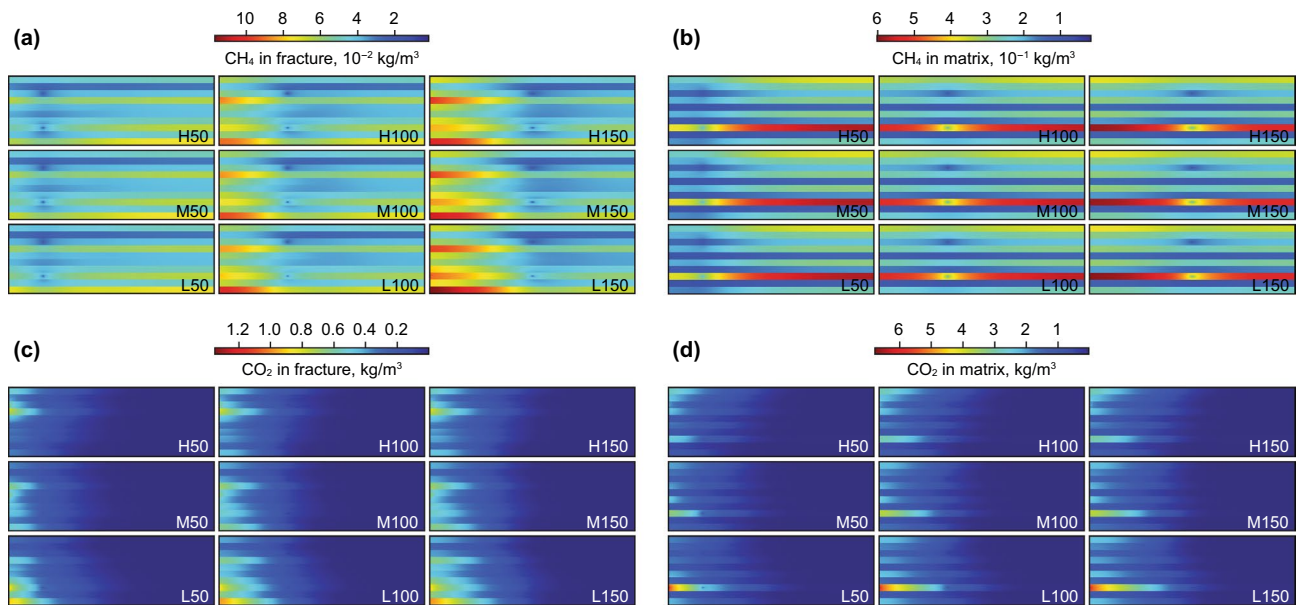 (a)
10 8 6 4 2
CH₄ in fracture, 10⁻² kg/m³
H50 H100 H150
M50 M100 M150
L50 L100 L150
(b)
6 5 4 3 2 1
CH₄ in matrix, 10⁻¹ kg/m³
H50 H100 H150
M50 M100 M150
L50 L100 L150
(c)
1.2 1.0 0.8 0.6 0.4 0.2
CO₂ in fracture, kg/m³
H50 H100 H150
M50 M100 M150
L50 L100 L150
(d)
6 5 4 3 2 1
CO₂ in matrix, kg/m³
H50 H100 H150
M50 M100 M150
L50 L100 L150